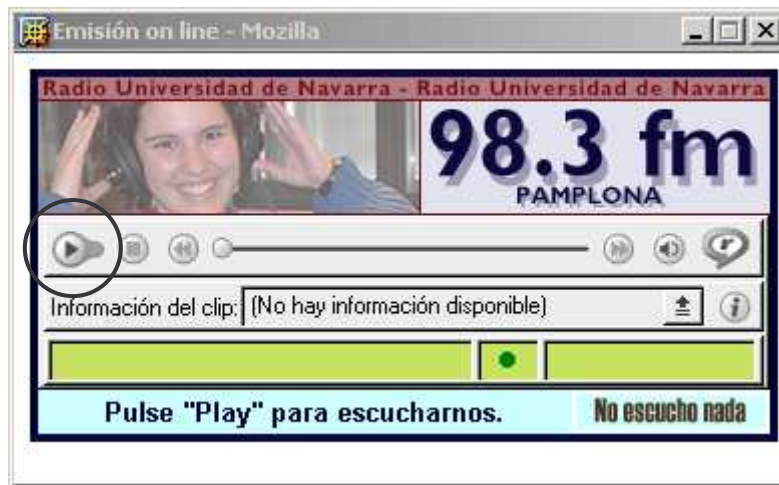 Emisión on line - Mozilla
Radio Universidad de Navarra - Radio Universidad de Navarra
98.3 fm
PAMPLONA
Información del clip: (No hay información disponible)
Pulse "Play" para escucharnos. No escucho nada